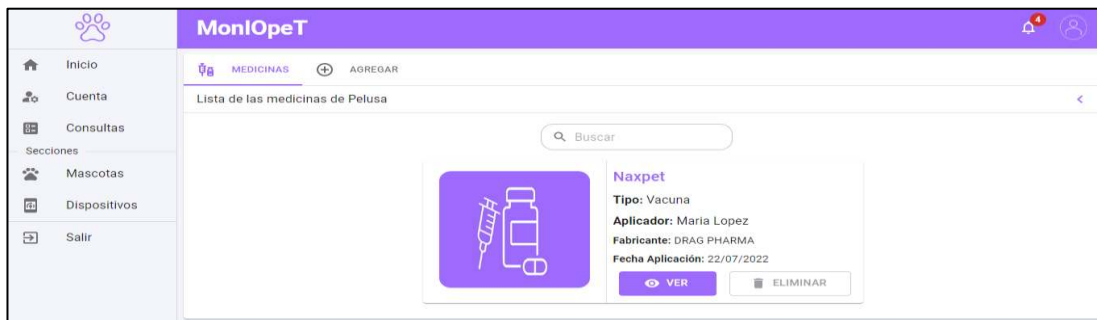 MonIOpeT
4
Inicio
Cuenta
Consultas
Secciones
Mascotas
Dispositivos
Salir
MEDICINAS
AGREGAR
Lista de las medicinas de Pelusa
Buscar
Naxpet
Tipo: Vacuna
Aplicador: Maria Lopez
Fabricante: DRAG PHARMA
Fecha Aplicación: 22/07/2022
VER
ELIMINAR